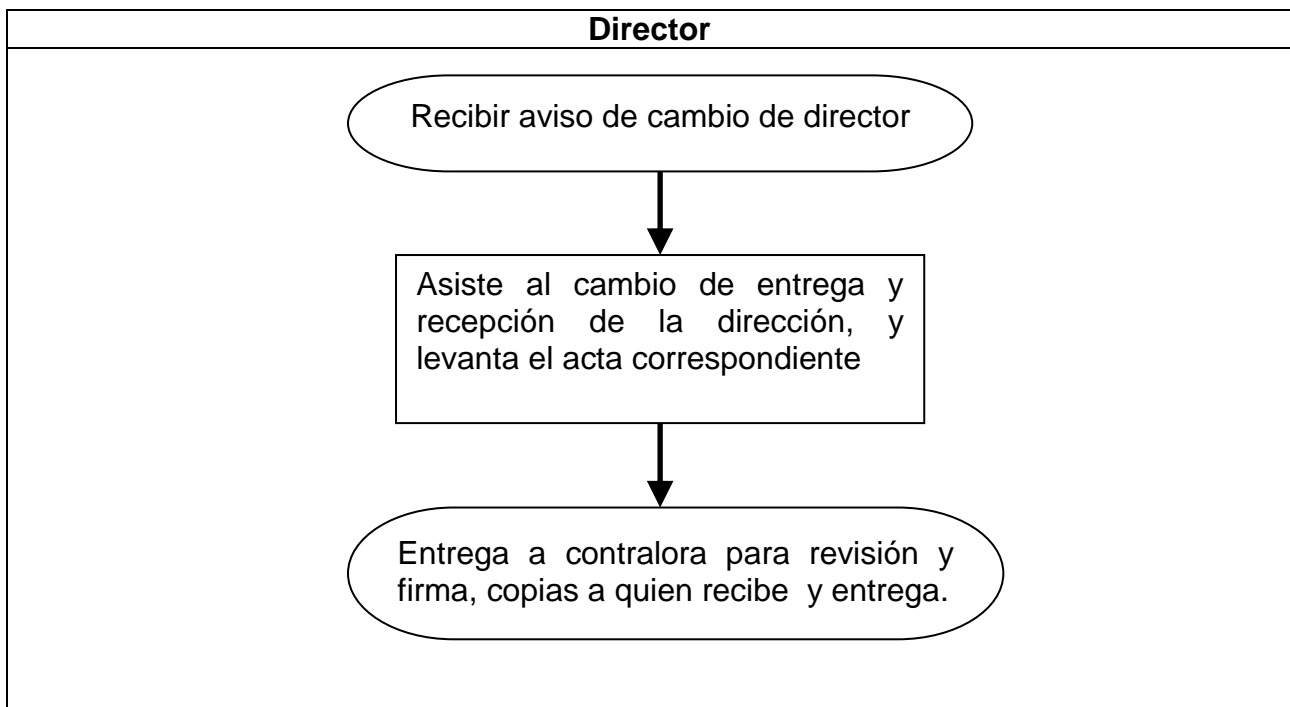 Director
Recibir aviso de cambio de director
Asiste al cambio de entrega y
recepción de la dirección, y
levanta el acta correspondiente
Entrega a contralora para revisión y
firma, copias a quien recibe y entrega.